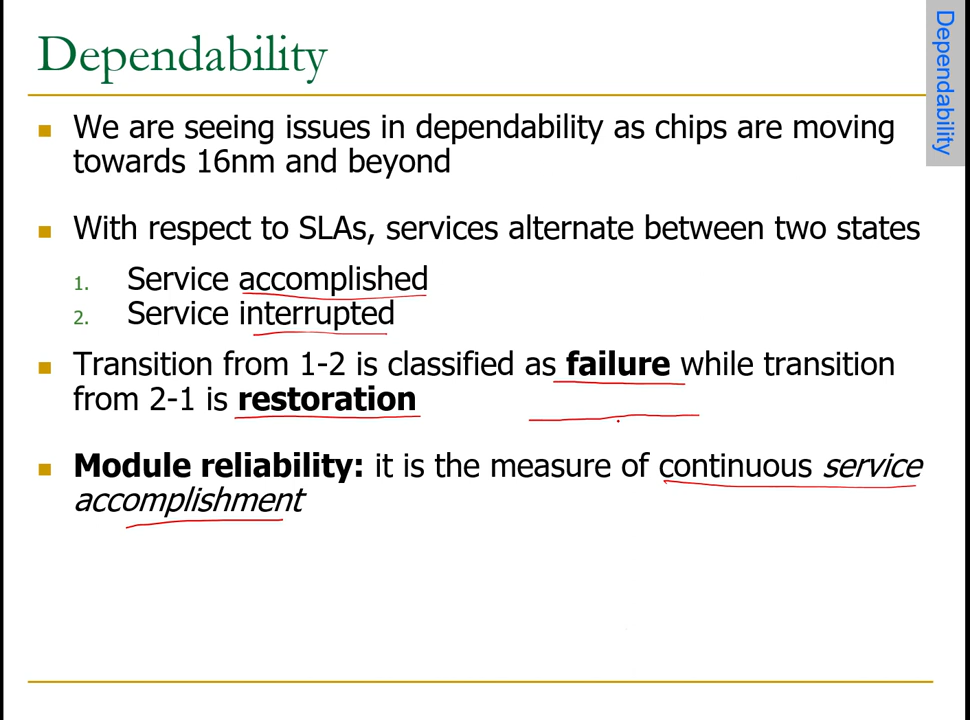 Dependability
Dependability
■ We are seeing issues in dependability as chips are moving
towards 16nm and beyond
■ With respect to SLAs, services alternate between two states
1. Service accomplished
2. Service interrupted
■ Transition from 1-2 is classified as failure while transition
from 2-1 is restoration
■ Module reliability: it is the measure of continuous service
accomplishment